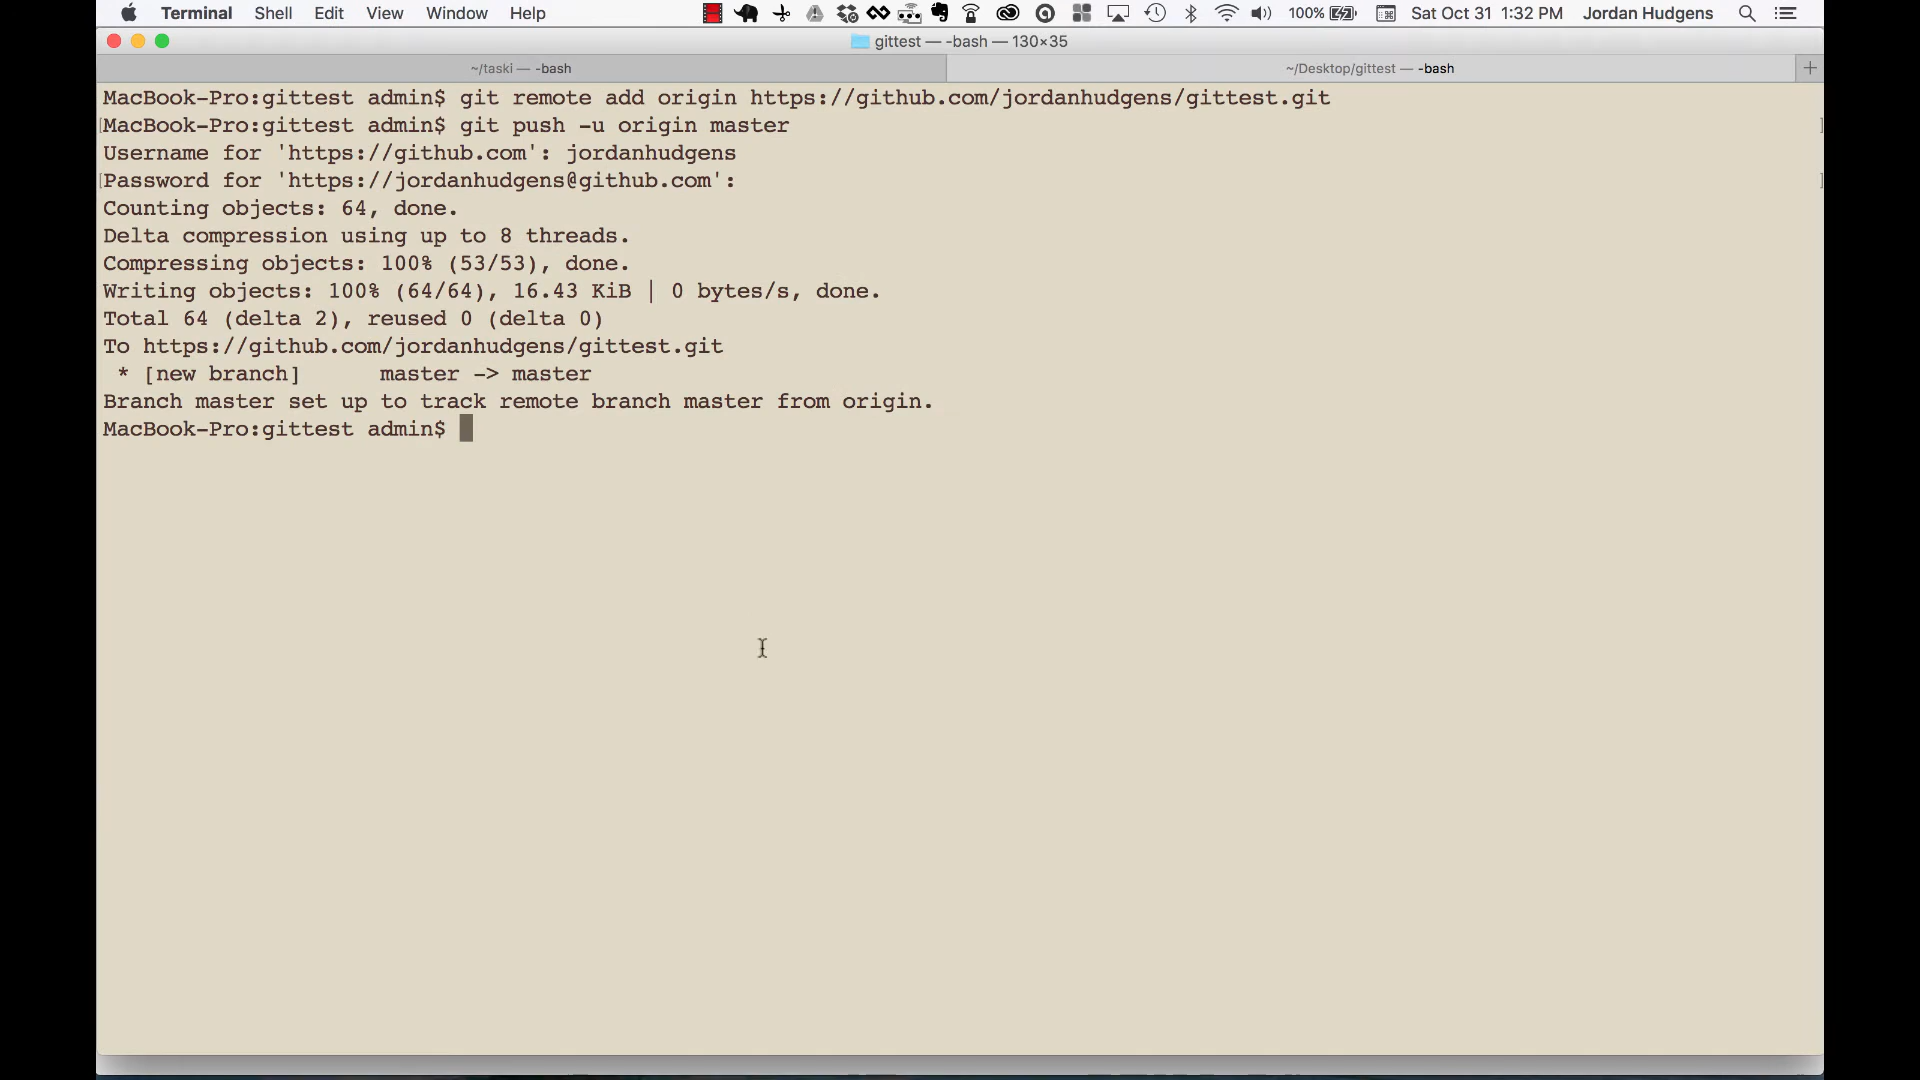 Terminal Shell Edit View Window Help 100% Sat Oct 31 1:32 PM Jordan Hudgens
gittest — -bash — 130×35
~/taski — -bash ~/Desktop/gittest — -bash
MacBook-Pro:gittest admin$ git remote add origin https://github.com/jordanhudgens/gittest.git
[MacBook-Pro:gittest admin$ git push -u origin master ]
Username for 'https://github.com': jordanhudgens
[Password for 'https://jordanhudgens@github.com': ]
Counting objects: 64, done.
Delta compression using up to 8 threads.
Compressing objects: 100% (53/53), done.
Writing objects: 100% (64/64), 16.43 KiB | 0 bytes/s, done.
Total 64 (delta 2), reused 0 (delta 0)
To https://github.com/jordanhudgens/gittest.git
 * [new branch]      master -> master
Branch master set up to track remote branch master from origin.
MacBook-Pro:gittest admin$